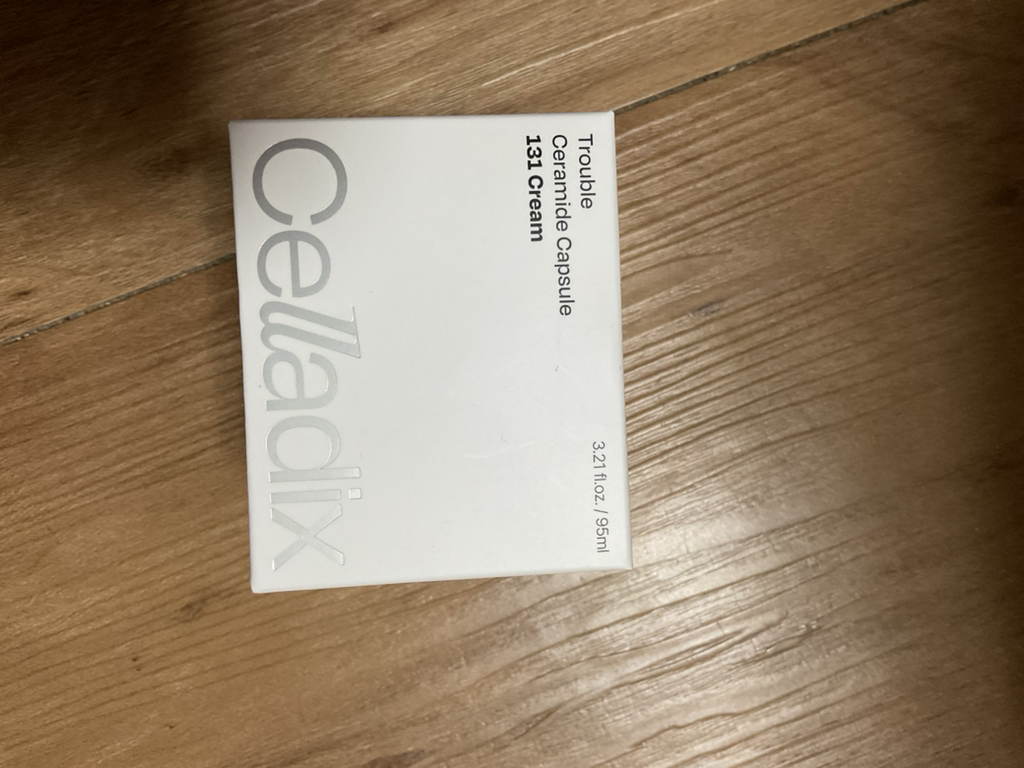 Trouble
Ceramide Capsule
131 Cream
3.21 fl.oz. / 95ml
Celladix